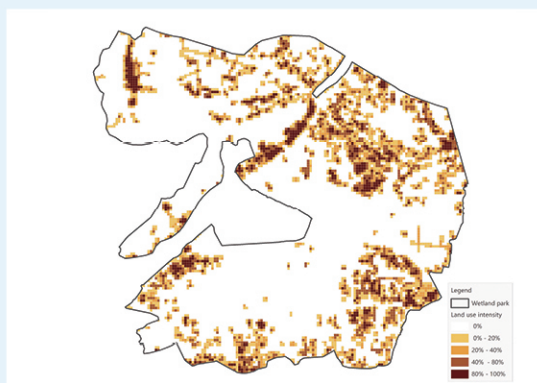 Legend
Wetland park
Land use intensity
0%
0% - 20%
20% - 40%
40% - 80%
80% - 100%